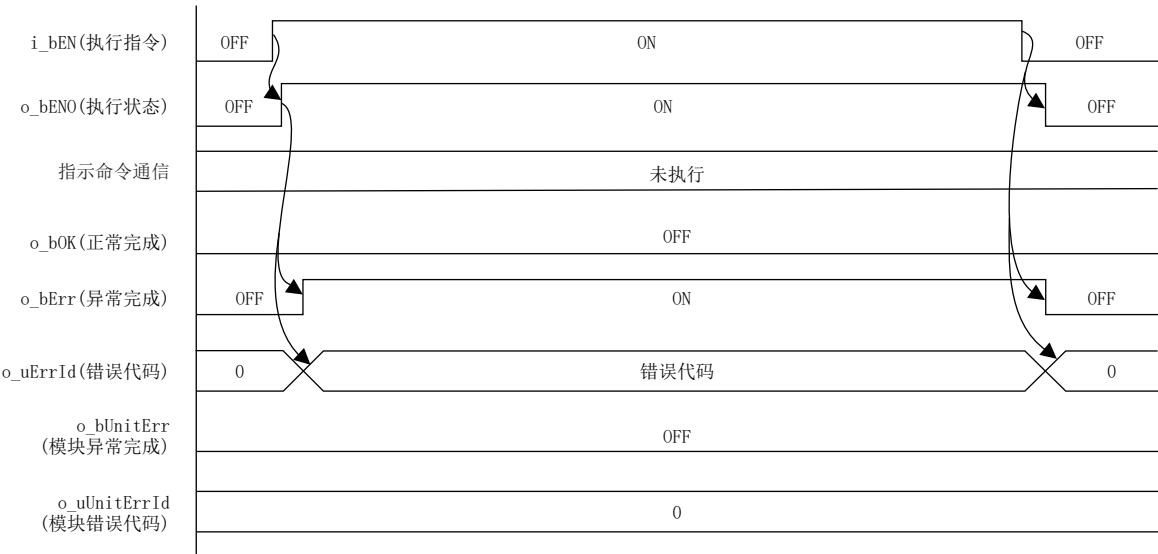 i_bEN(执行指令) OFF ON OFF
o_bENO(执行状态) OFF ON OFF
指示命令通信 未执行
o_bOK(正常完成) OFF
o_bErr(异常完成) OFF ON OFF
o_uErrId(错误代码) 0 错误代码 0
o_bUnitErr
(模块异常完成) OFF
o_uUnitErrId
(模块错误代码) 0